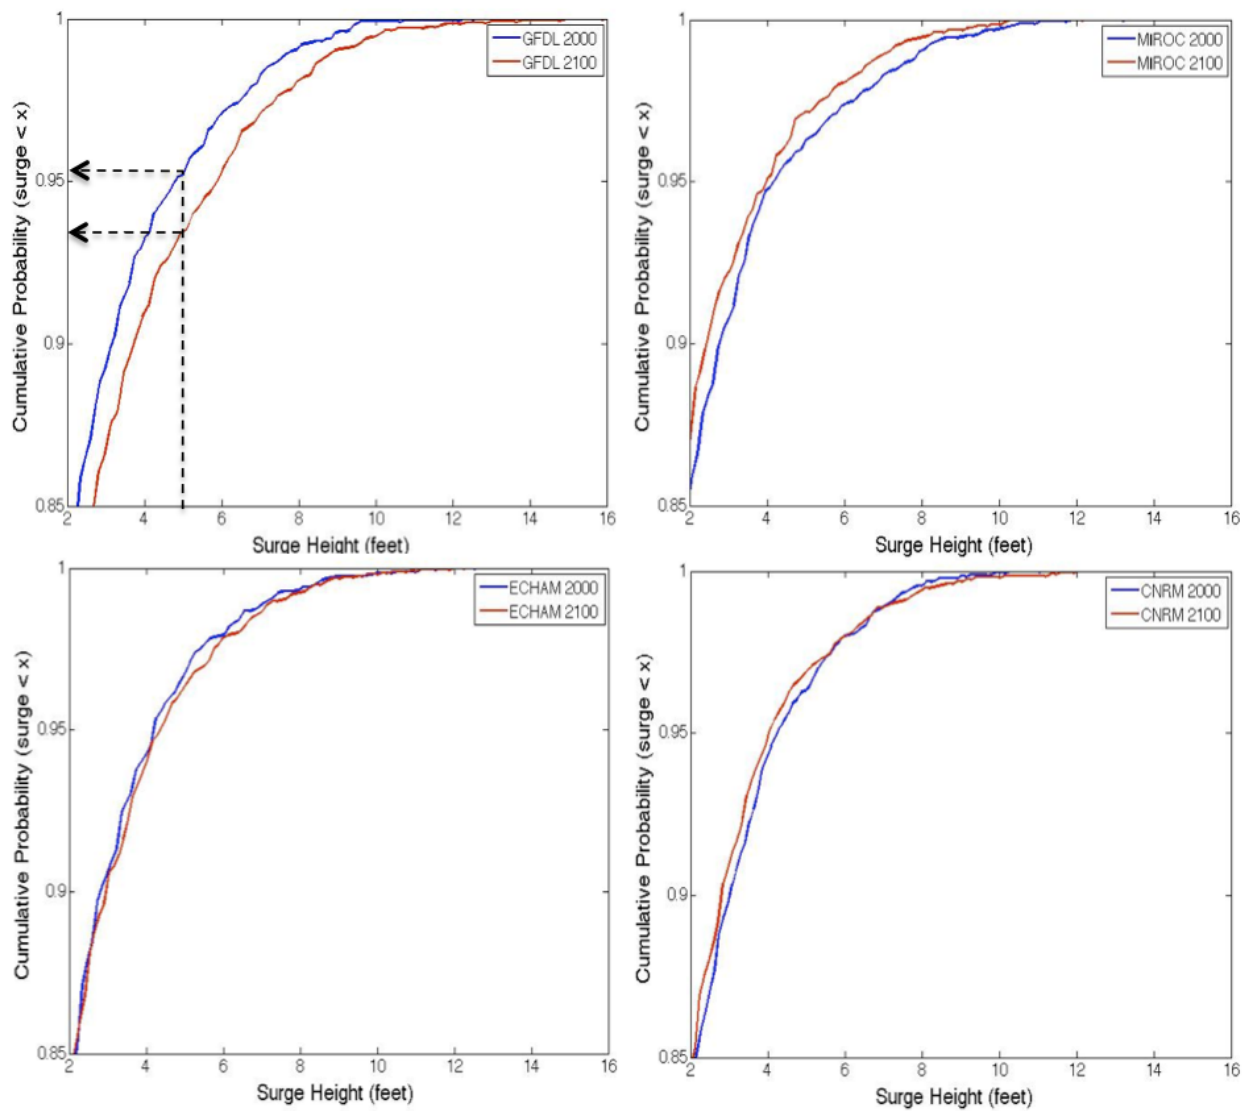 1
GFDL 2000
GFDL 2100
0.95
0.9
0.85
2 4 6 8 10 12 14 16
Cumulative Probability (surge < x)
Surge Height (feet)
1
MIROC 2000
MIROC 2100
0.95
0.9
0.85
2 4 6 8 10 12 14 16
Cumulative Probability (surge < x)
Surge Height (feet)
1
ECHAM 2000
ECHAM 2100
0.95
0.9
0.85
2 4 6 8 10 12 14 16
Cumulative Probability (surge < x)
Surge Height (feet)
1
CNRM 2000
CNRM 2100
0.95
0.9
0.85
2 4 6 8 10 12 14 16
Cumulative Probability (surge < x)
Surge Height (feet)